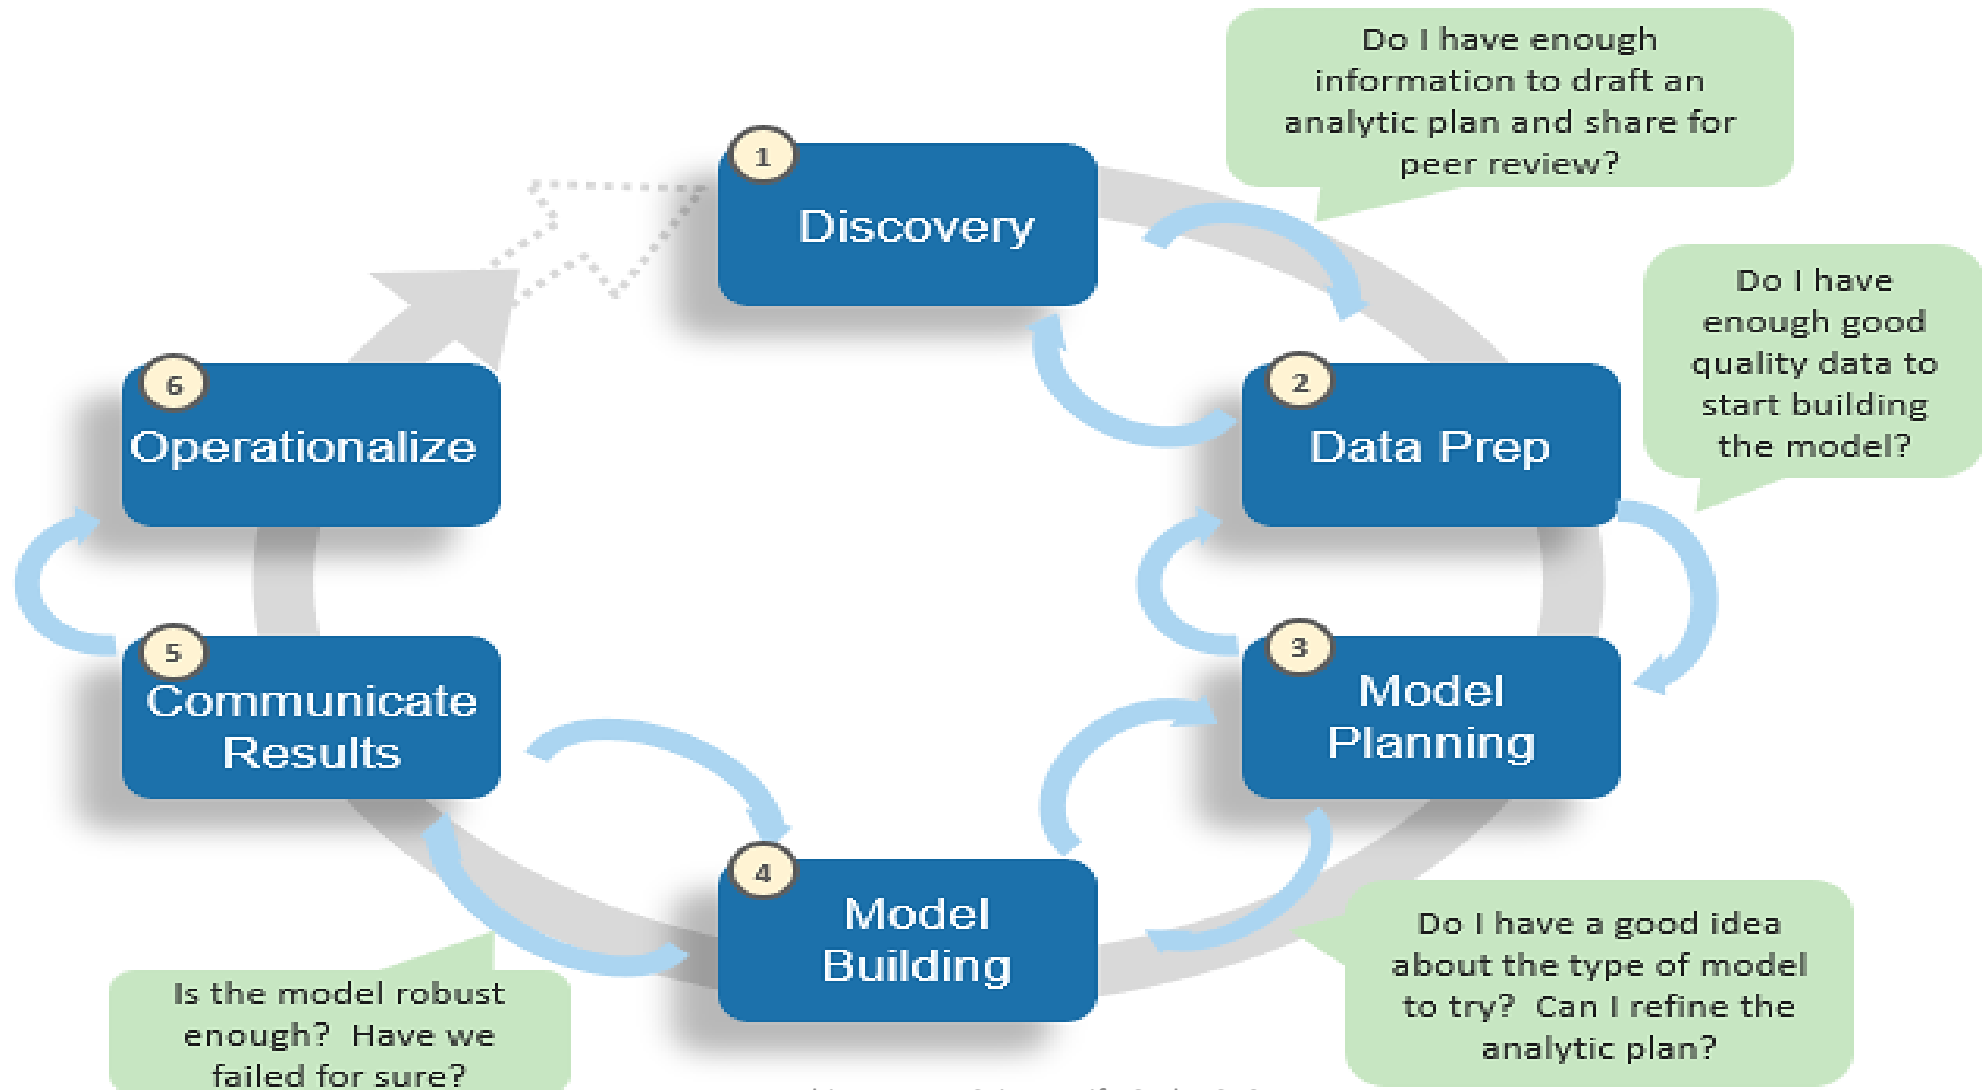 Do I have enough
information to draft an
analytic plan and share for
peer review?
1
Discovery
Do I have
enough good
quality data to
start building
the model?
2
Data Prep
6
Operationalize
3
Model
Planning
5
Communicate
Results
4
Model
Building
Do I have a good idea
about the type of model
to try?  Can I refine the
analytic plan?
Is the model robust
enough?  Have we
failed for sure?